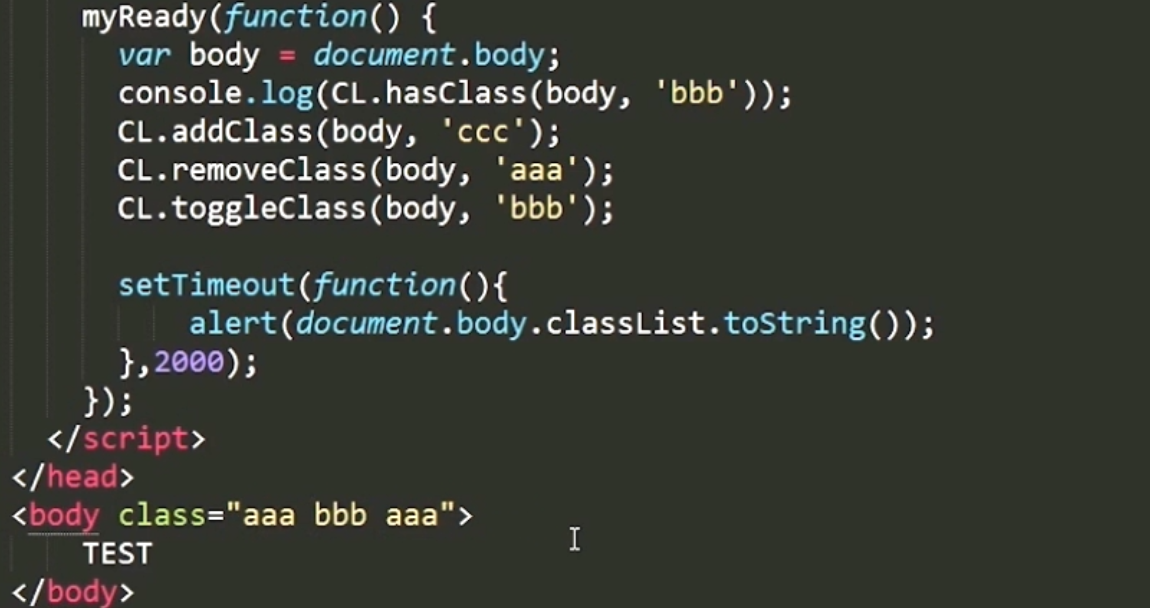 myReady(function() {
var body = document.body;
console.log(CL.hasClass(body, 'bbb'));
CL.addClass(body, 'ccc');
CL.removeClass(body, 'aaa');
CL.toggleClass(body, 'bbb');
setTimeout(function(){
alert(document.body.classList.toString());
},2000);
});
</script>
</head>
<body class="aaa bbb aaa">
TEST
</body>